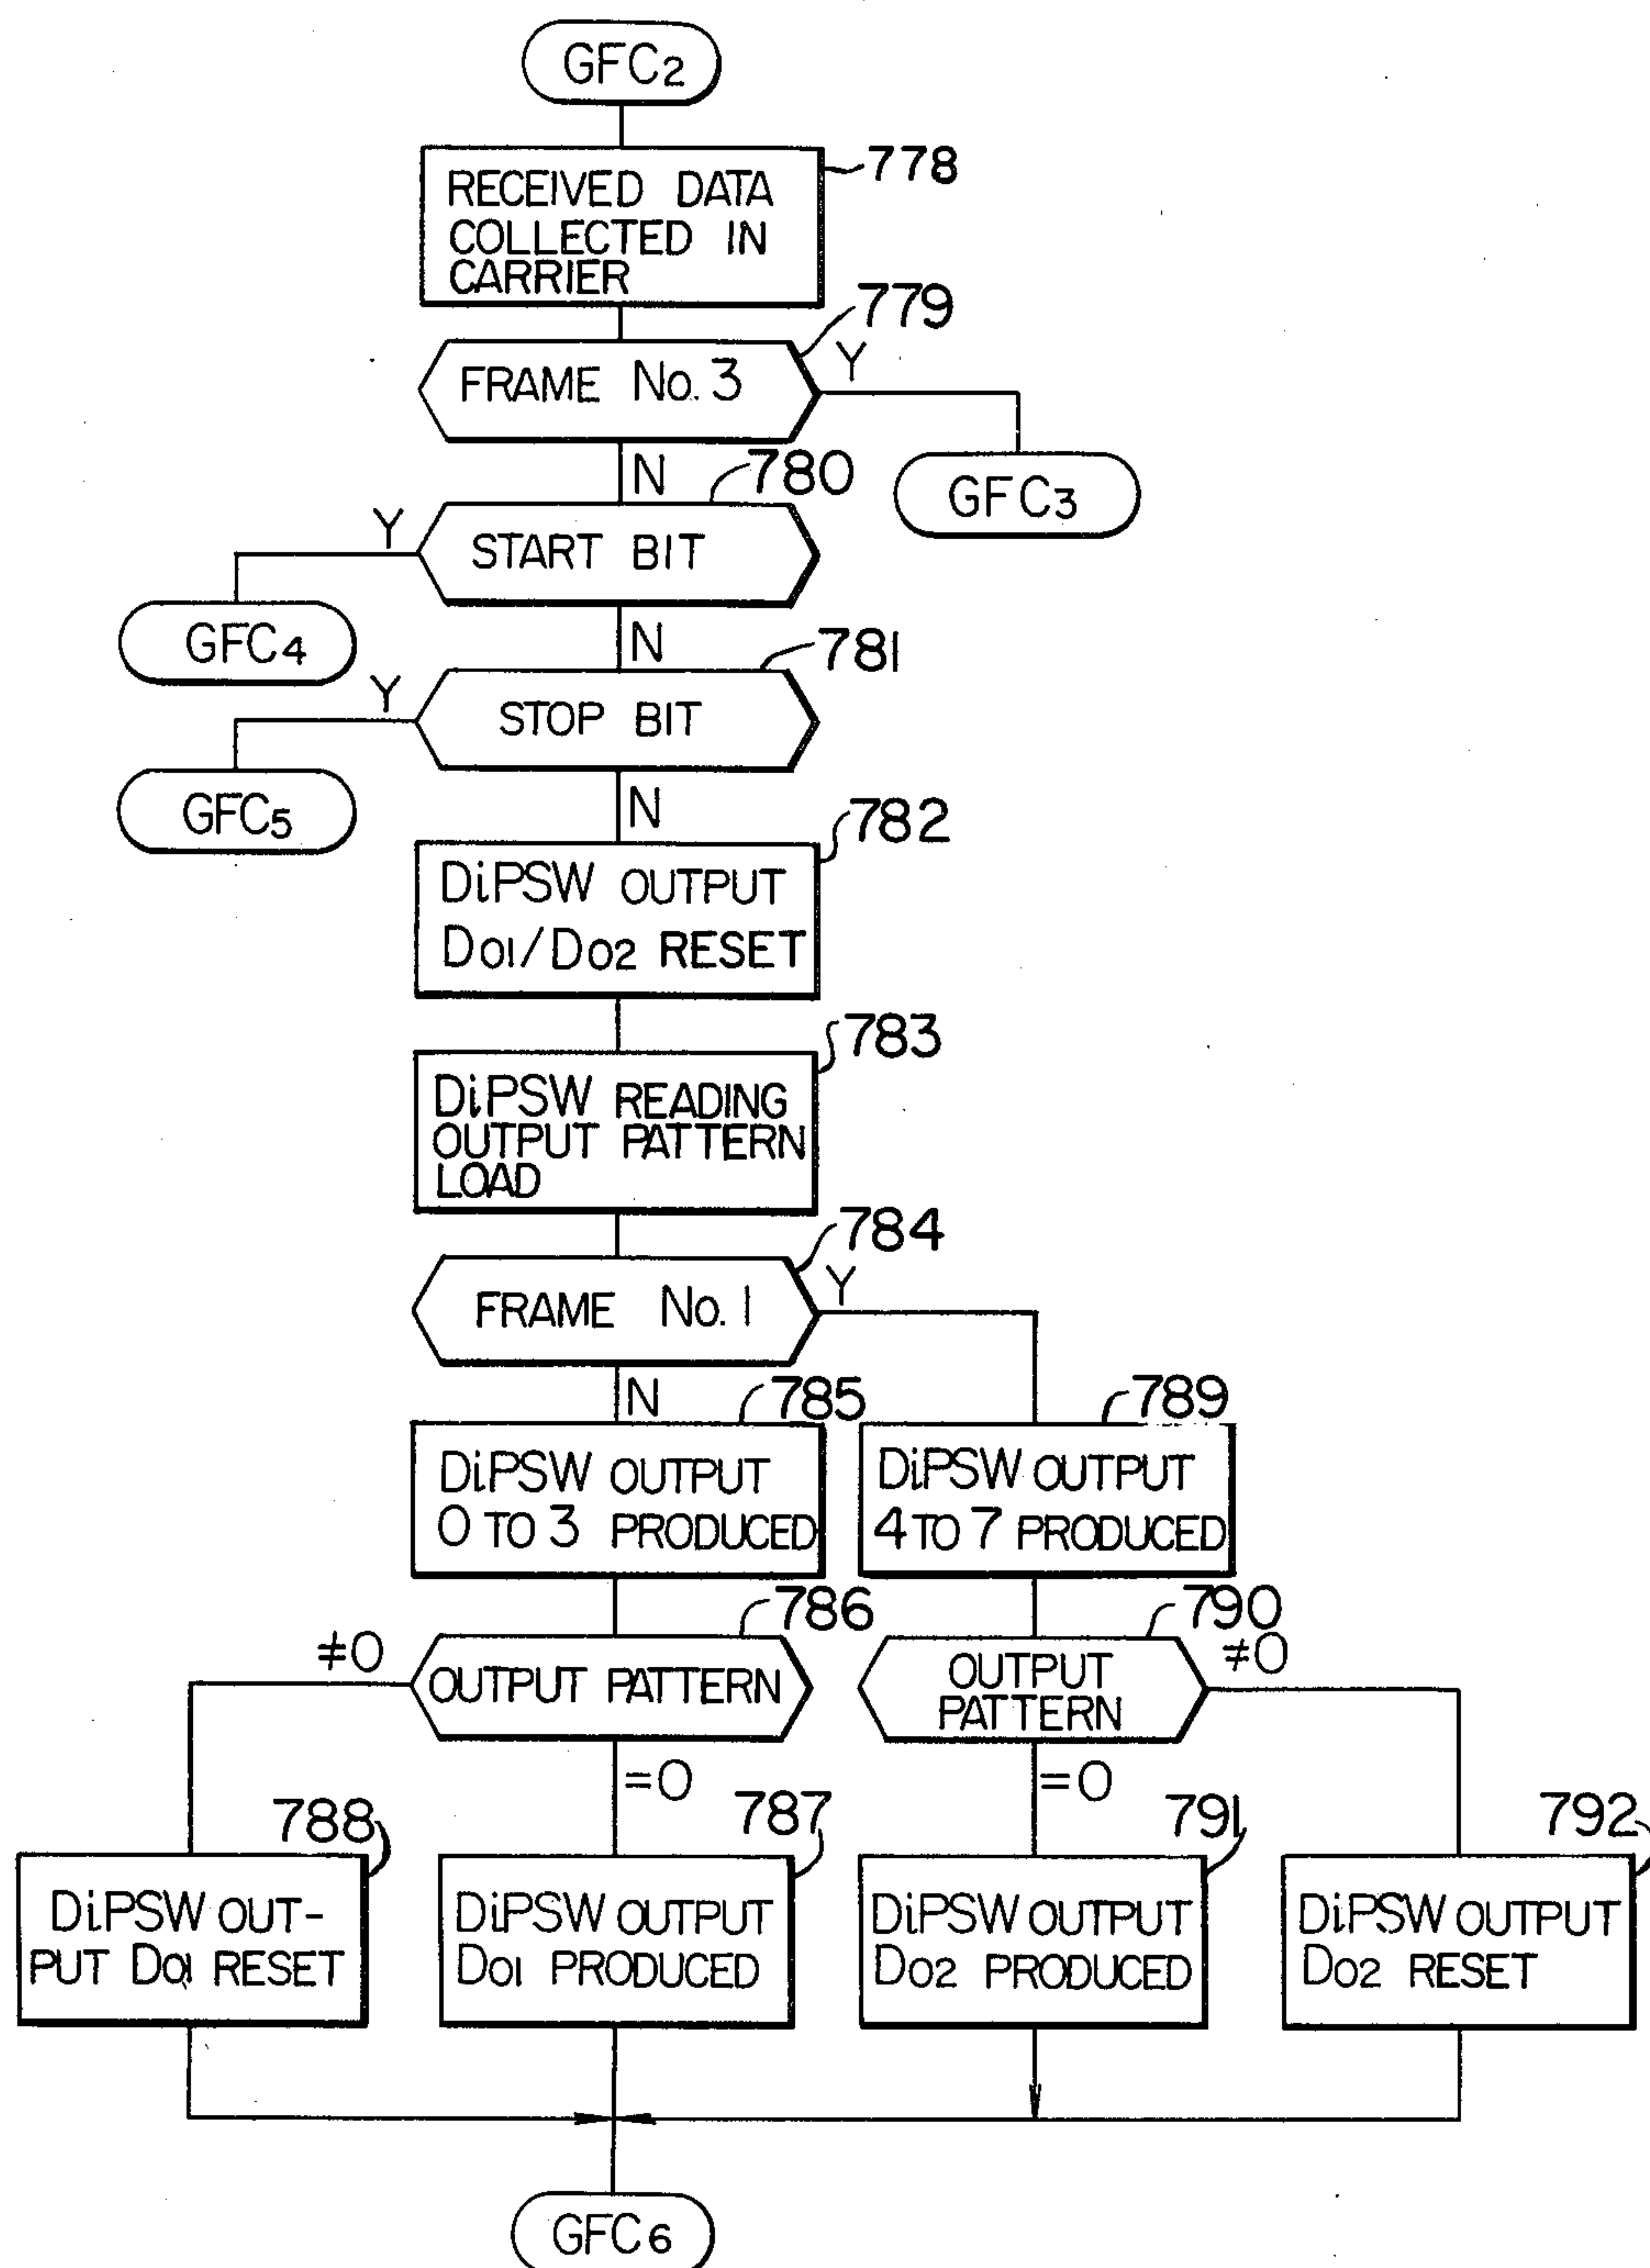 GFC2
778
RECEIVED DATA
COLLECTED IN
CARRIER
779
FRAME No. 3
Y
N
780
GFC3
Y
START BIT
GFC4
N
781
Y
STOP BIT
GFC5
N
782
DiPSW OUTPUT
Do1/Do2 RESET
783
DiPSW READING
OUTPUT PATTERN
LOAD
784
FRAME No. 1
Y
N
785
789
DiPSW OUTPUT
0 TO 3 PRODUCED
DiPSW OUTPUT
4 TO 7 PRODUCED
786
790
≠0
OUTPUT PATTERN
OUTPUT
PATTERN
≠0
=0
=0
788
787
791
792
DiPSW OUT-
PUT Do1 RESET
DiPSW OUTPUT
Do1 PRODUCED
DiPSW OUTPUT
Do2 PRODUCED
DiPSW OUTPUT
Do2 RESET
GFC6